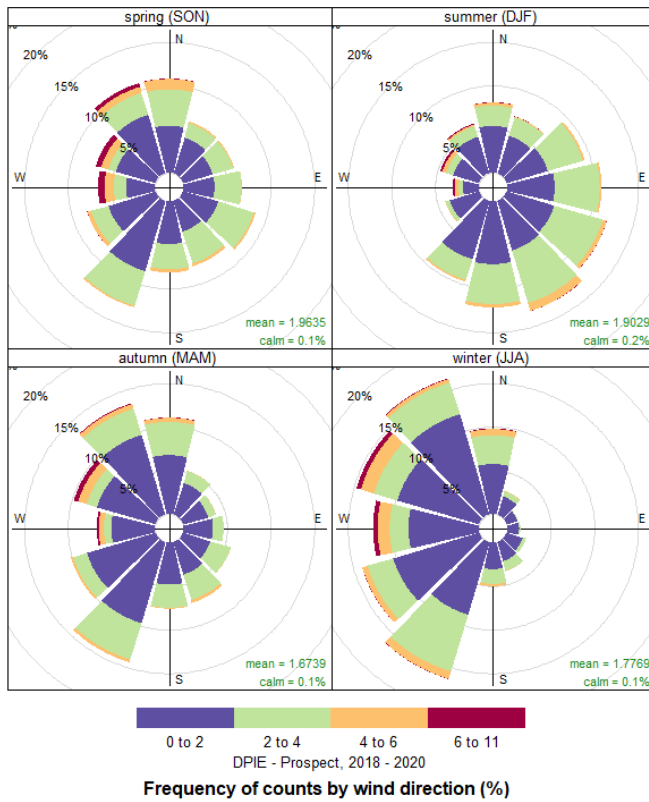 spring (SON)
20%
15%
10%
5%
N
W
E
S
mean = 1.9635
calm = 0.1%
summer (DJF)
20%
15%
10%
5%
N
W
E
S
mean = 1.9029
calm = 0.2%
autumn (MAM)
20%
15%
10%
5%
N
W
E
S
mean = 1.6739
calm = 0.1%
winter (JJA)
20%
15%
10%
5%
N
W
E
S
mean = 1.7769
calm = 0.1%
0 to 2 2 to 4 4 to 6 6 to 11
DPIE - Prospect, 2018 - 2020
Frequency of counts by wind direction (%)